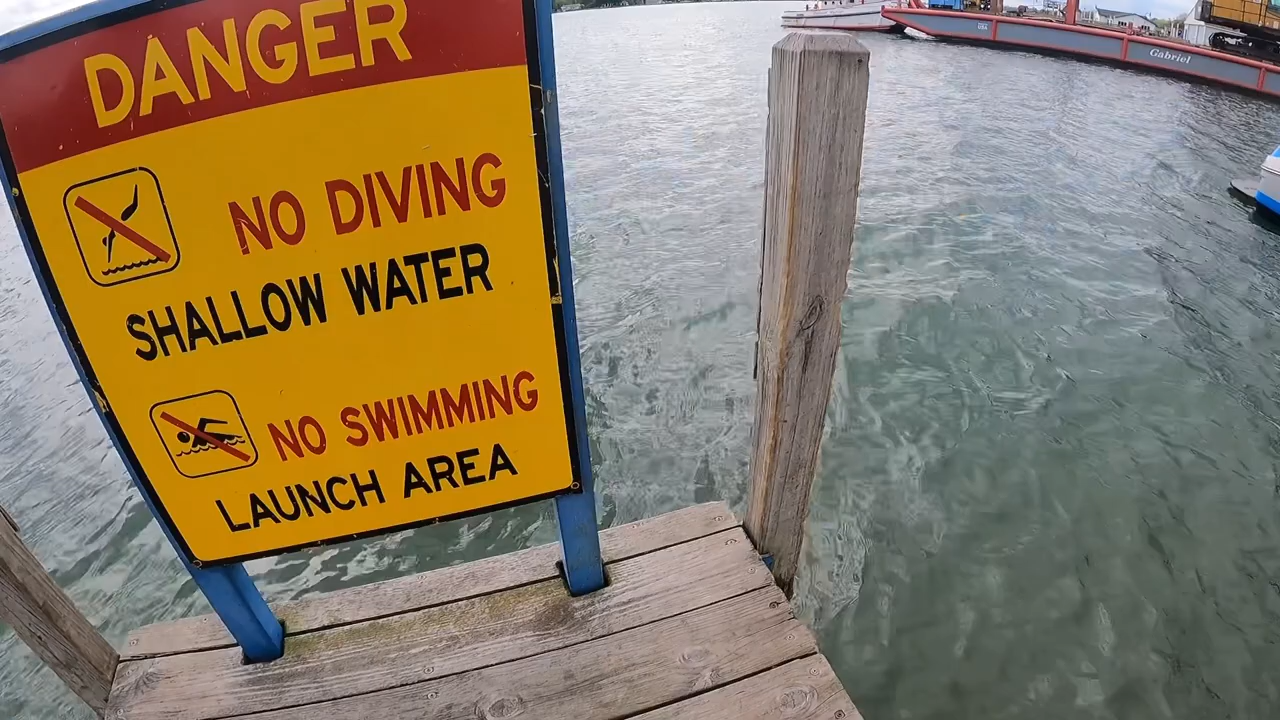 DANGER
NO DIVING
SHALLOW WATER
NO SWIMMING
LAUNCH AREA
Gabriel